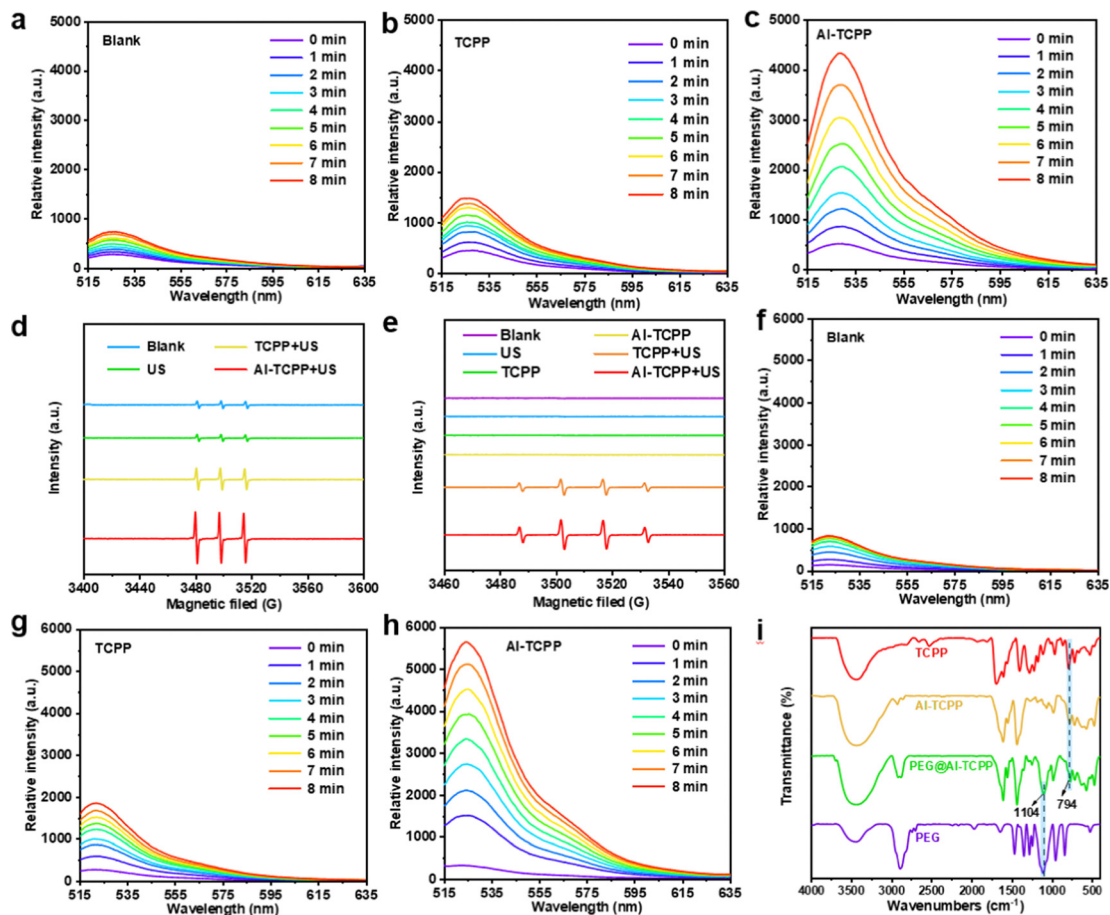 a
Blank
5000
4000
3000
2000
1000
0
Relative intensity (a.u.)
0 min
1 min
2 min
3 min
4 min
5 min
6 min
7 min
8 min
515 535 555 575 595 615 635
Wavelength (nm)
b
TCPP
5000
4000
3000
2000
1000
0
Relative intensity (a.u.)
0 min
1 min
2 min
3 min
4 min
5 min
6 min
7 min
8 min
515 535 555 575 595 615 635
Wavelength (nm)
c
Al-TCPP
5000
4000
3000
2000
1000
0
Relative intensity (a.u.)
0 min
1 min
2 min
3 min
4 min
5 min
6 min
7 min
8 min
515 535 555 575 595 615 635
Wavelength (nm)
d
Blank TCPP+US
US Al-TCPP+US
Intensity (a.u.)
3400 3440 3480 3520 3560 3600
Magnetic filed (G)
e
Blank Al-TCPP
US TCPP+US
TCPP Al-TCPP+US
Intensity (a.u.)
3460 3480 3500 3520 3540 3560
Magnetic filed (G)
f
Blank
6000
5000
4000
3000
2000
1000
0
Relative intensity (a.u.)
0 min
1 min
2 min
3 min
4 min
5 min
6 min
7 min
8 min
515 535 555 575 595 615 635
Wavelength (nm)
g
TCPP
6000
5000
4000
3000
2000
1000
0
Relative intensity (a.u.)
0 min
1 min
2 min
3 min
4 min
5 min
6 min
7 min
8 min
515 535 555 575 595 615 635
Wavelength (nm)
h
Al-TCPP
6000
5000
4000
3000
2000
1000
0
Relative intensity (a.u.)
0 min
1 min
2 min
3 min
4 min
5 min
6 min
7 min
8 min
515 535 555 575 595 615 635
Wavelength (nm)
i
TCPP
Al-TCPP
PEG@Al-TCPP
1104 794
PEG
Transmittance (%)
4000 3400 2800 2200 1600 1000 400
Wavenumbers (cm⁻¹)